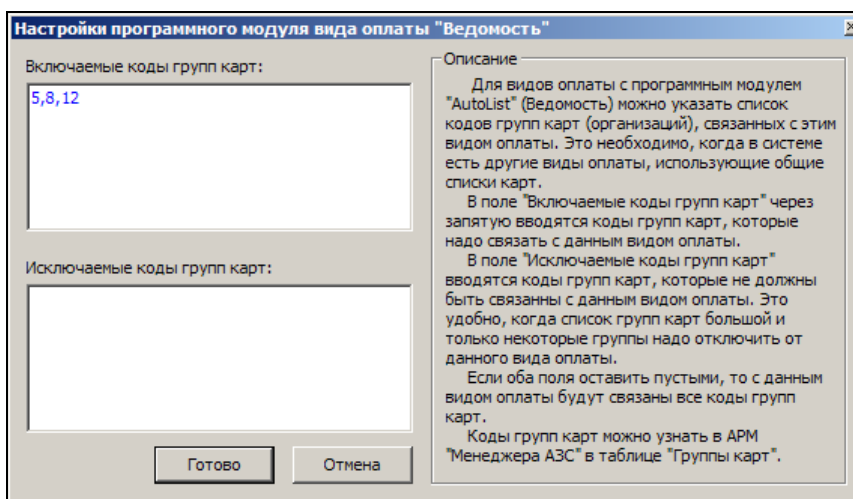 Настройки программного модуля вида оплаты "Ведомость"
Включаемые коды групп карт:
5,8,12
Исключаемые коды групп карт:
Готово
Отмена
Описание
Для видов оплаты с программным модулем
"AutoList" (Ведомость) можно указать список
кодов групп карт (организаций), связанных с этим
видом оплаты. Это необходимо, когда в системе
есть другие виды оплаты, использующие общие
списки карт.
В поле "Включаемые коды групп карт" через
запятую вводятся коды групп карт, которые
надо связать с данным видом оплаты.
В поле "Исключаемые коды групп карт"
вводятся коды групп карт, которые не должны
быть связанны с данным видом оплаты. Это
удобно, когда список групп карт большой и
только некоторые группы надо отключить от
данного вида оплаты.
Если оба поля оставить пустыми, то с данным
видом оплаты будут связаны все коды групп
карт.
Коды групп карт можно узнать в АРМ
"Менеджера АЗС" в таблице "Группы карт".